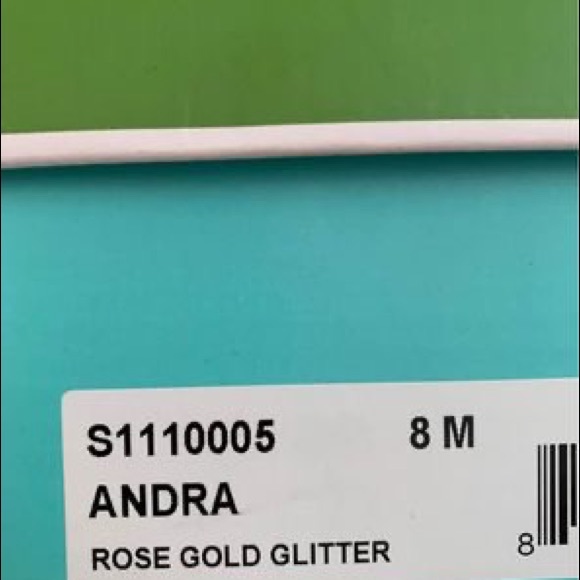 S1110005 8 M
ANDRA
ROSE GOLD GLITTER
8